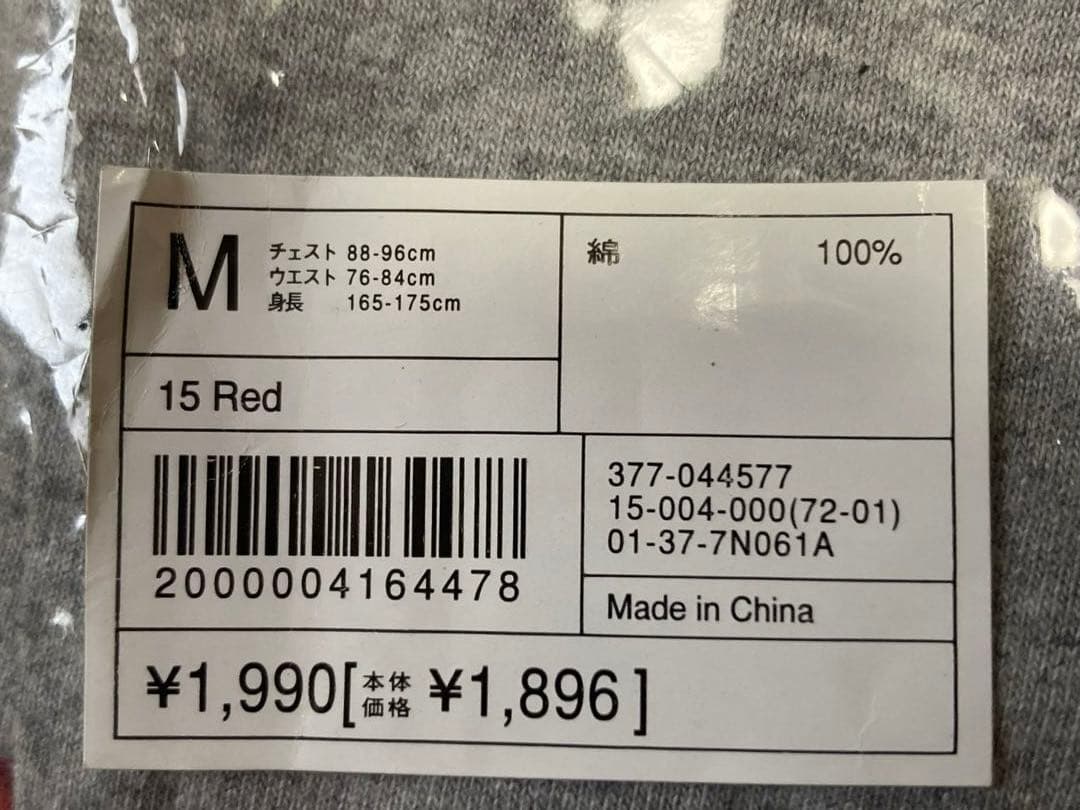 M
チェスト 88-96cm
ウエスト 76-84cm
身長 165-175cm
綿 100%
15 Red
2000004164478
377-044577
15-004-000(72-01)
01-37-7N061A
Made in China
¥1,990[本体価格 ¥1,896]